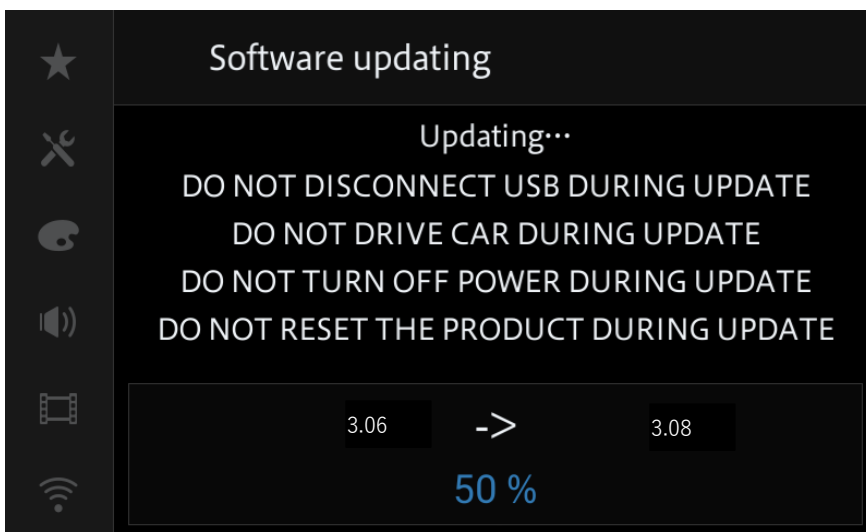 Software updating
Updating···
DO NOT DISCONNECT USB DURING UPDATE
DO NOT DRIVE CAR DURING UPDATE
DO NOT TURN OFF POWER DURING UPDATE
DO NOT RESET THE PRODUCT DURING UPDATE
3.06 -> 3.08
50 %